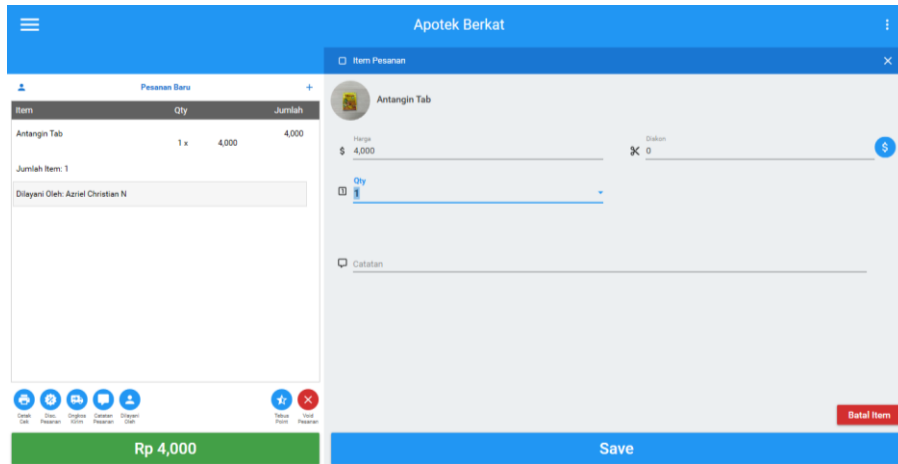 Apotek Berkat
Item Pesanan
Pesanan Baru
+
Item Qty Jumlah
Antangin Tab 4,000
1 x 4,000
Jumlah Item: 1
Dilayani Oleh: Azriel Christian N
Antangin Tab
Harga
$ 4,000
Diskon
0
$
Qty
1
Catatan
Cetak Cek
Disc. Pesanan
Ongkos Kirim
Catatan Pesanan
Dilayani Oleh
Tebus Point
Void Pesanan
Batal Item
Rp 4,000
Save